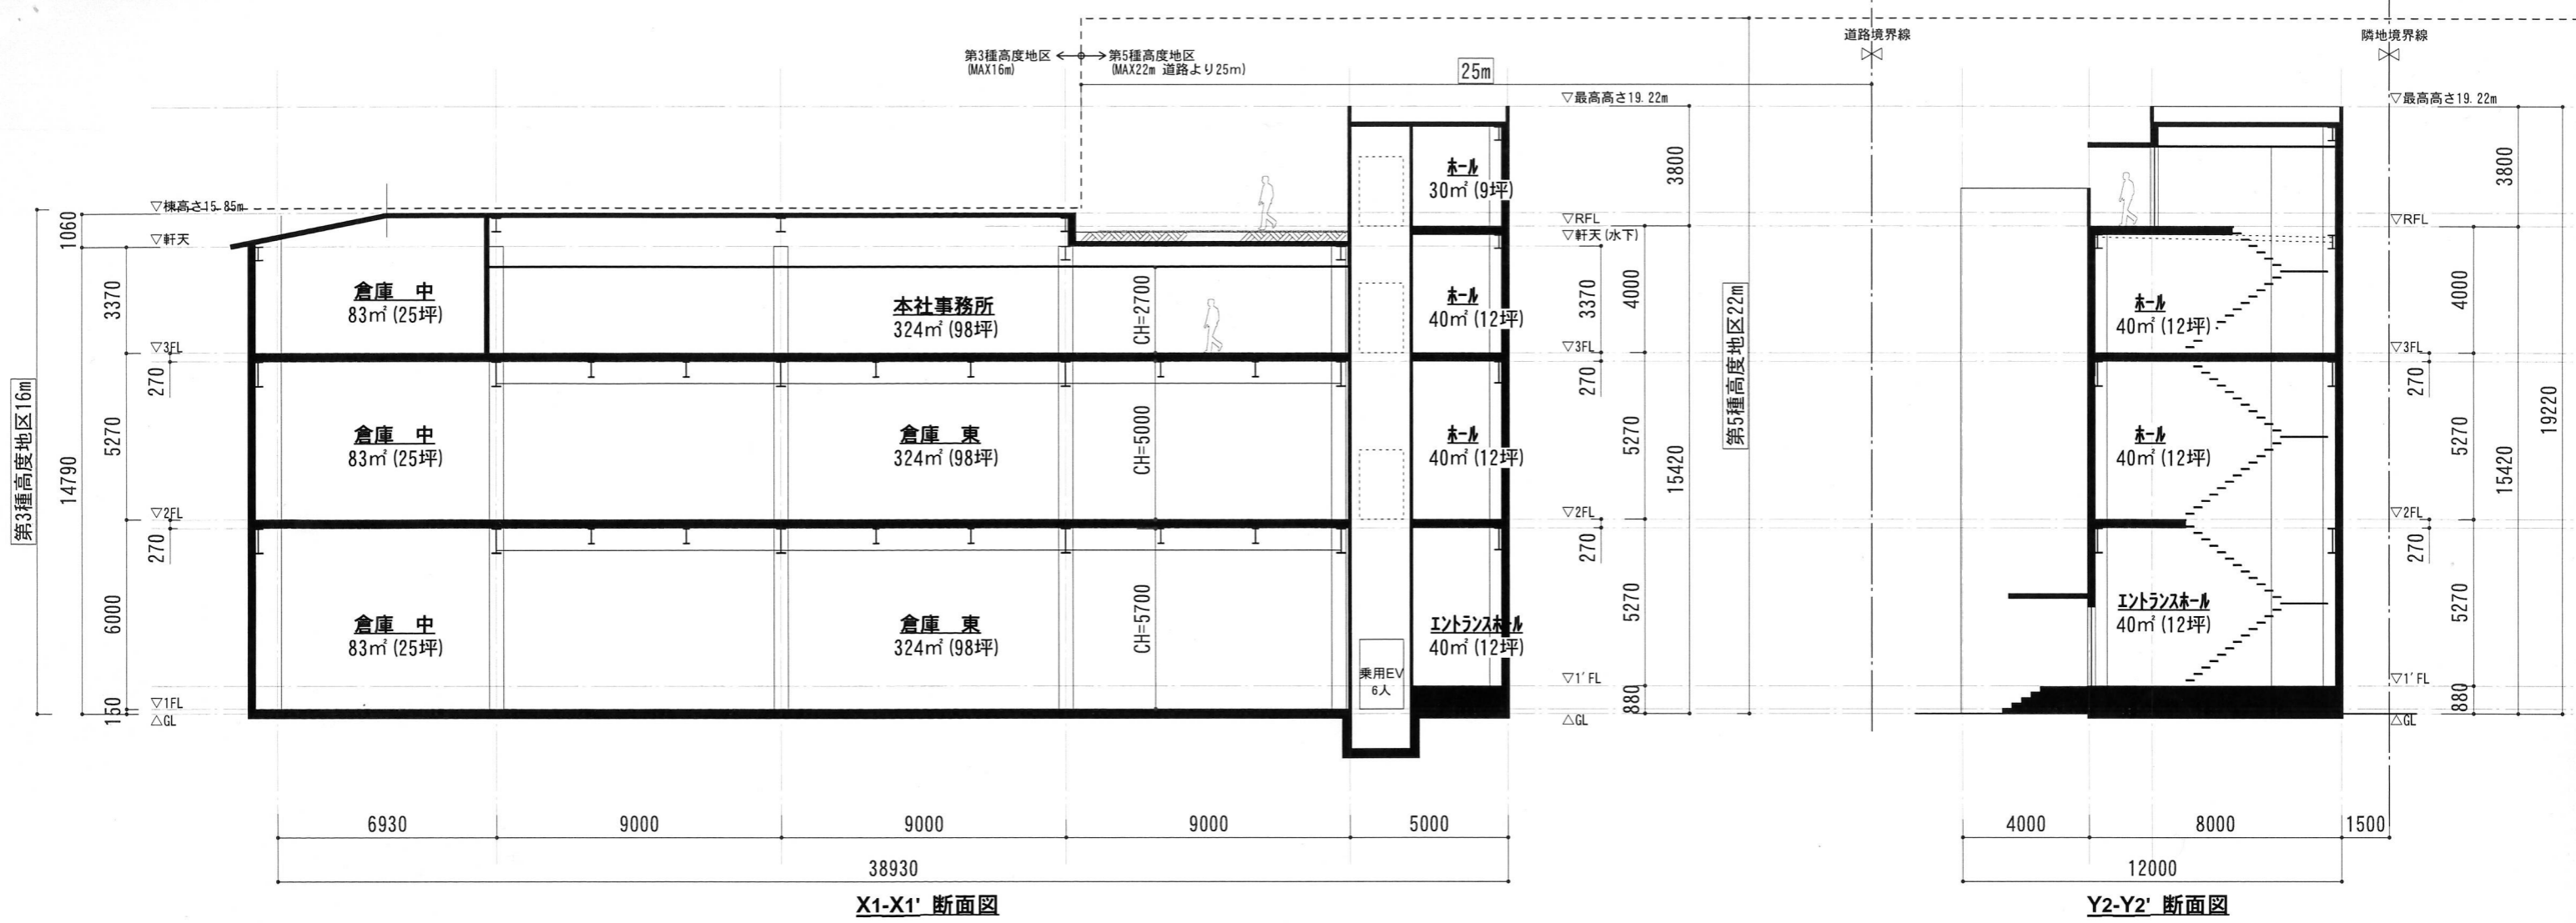 道路境界線
隣地境界線
第3種高度地区
(MAX16m)
第5種高度地区
(MAX22m 道路より25m)
25m
▽最高高さ19.22m
▽最高高さ19.22m
3800
3800
ホール
30㎡(9坪)
▽棟高さ15.85m
1060
▽軒天
▽RFL
▽軒天(水下)
▽RFL
倉庫 中
83㎡(25坪)
本社事務所
324㎡(98坪)
CH=2700
ホール
40㎡(12坪)
ホール
40㎡(12坪)
3370
3370
4000
4000
第5種高度地区22m
▽3FL
▽3FL
▽3FL
270
270
270
第3種高度地区16m
14790
5270
倉庫 中
83㎡(25坪)
倉庫 東
324㎡(98坪)
CH=5000
ホール
40㎡(12坪)
5270
15420
ホール
40㎡(12坪)
5270
15420
19220
▽2FL
▽2FL
▽2FL
270
270
270
6000
倉庫 中
83㎡(25坪)
倉庫 東
324㎡(98坪)
CH=5700
エントランスホール
40㎡(12坪)
5270
エントランスホール
40㎡(12坪)
5270
乗用EV
6人
▽1FL
150
△GL
▽1'FL
880
△GL
▽1'FL
880
△GL
6930
9000
9000
9000
5000
38930
4000
8000
1500
12000
X1-X1' 断面図
Y2-Y2' 断面図